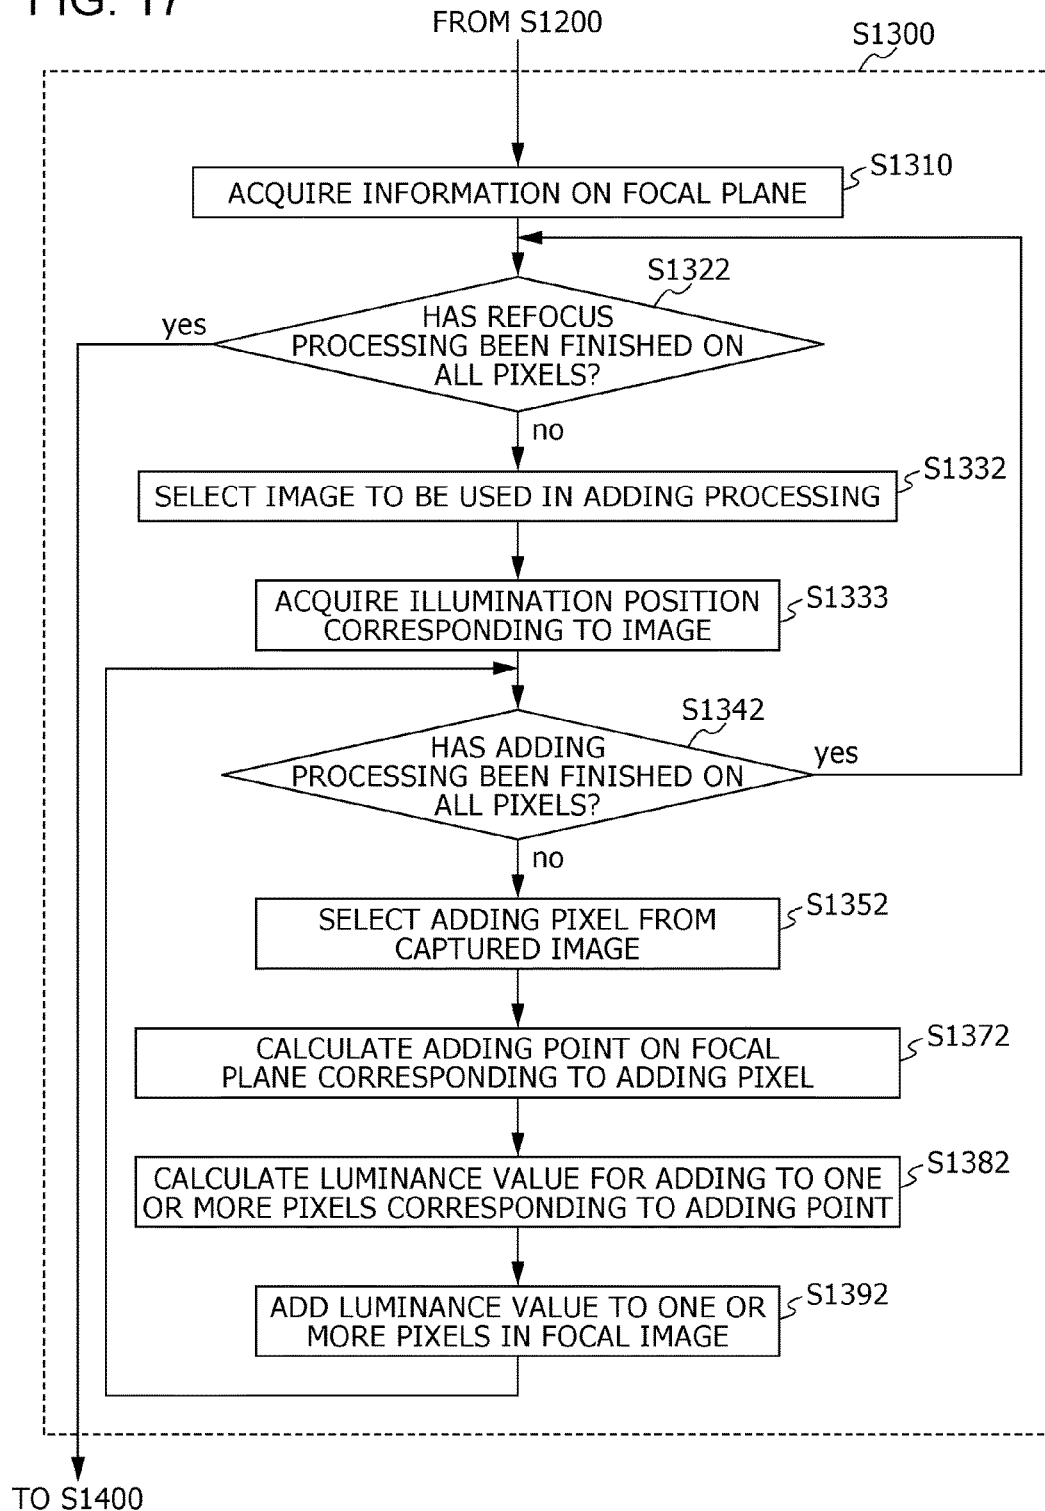 FIG. 17
FROM S1200
S1300
ACQUIRE INFORMATION ON FOCAL PLANE
S1310
S1322
HAS REFOCUS
PROCESSING BEEN FINISHED ON
ALL PIXELS?
yes
no
SELECT IMAGE TO BE USED IN ADDING PROCESSING
S1332
ACQUIRE ILLUMINATION POSITION
CORRESPONDING TO IMAGE
S1333
S1342
HAS ADDING
PROCESSING BEEN FINISHED ON
ALL PIXELS?
yes
no
SELECT ADDING PIXEL FROM
CAPTURED IMAGE
S1352
CALCULATE ADDING POINT ON FOCAL
PLANE CORRESPONDING TO ADDING PIXEL
S1372
CALCULATE LUMINANCE VALUE FOR ADDING TO ONE
OR MORE PIXELS CORRESPONDING TO ADDING POINT
S1382
ADD LUMINANCE VALUE TO ONE OR
MORE PIXELS IN FOCAL IMAGE
S1392
TO S1400